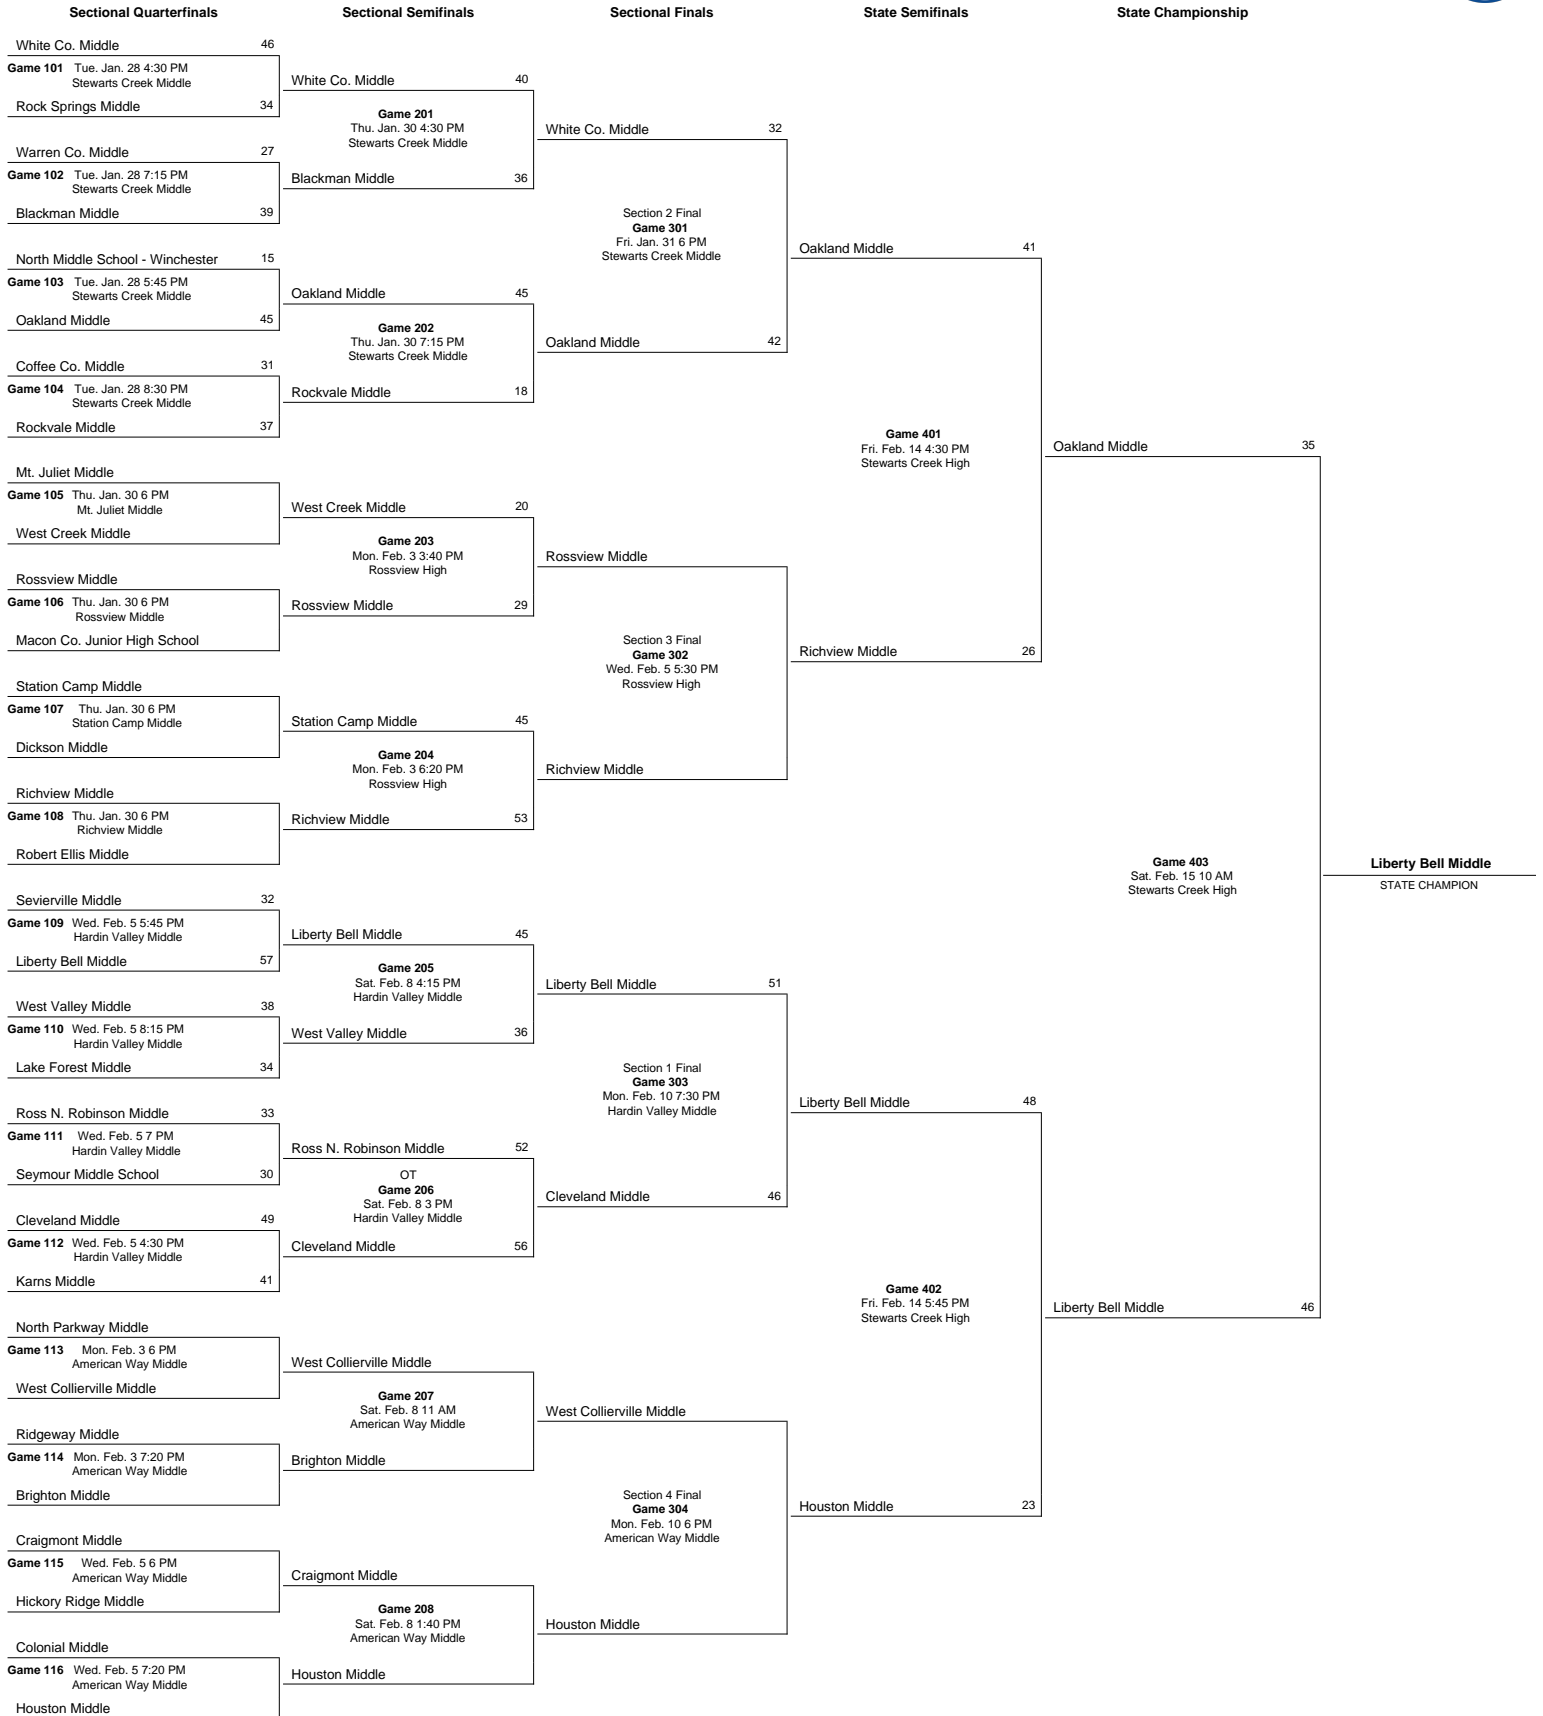 Sectional Quarterfinals
Sectional Semifinals
Sectional Finals
State Semifinals
State Championship
White Co. Middle 46
Game 101 Tue. Jan. 28 4:30 PM
Stewarts Creek Middle
Rock Springs Middle 34
Warren Co. Middle 27
Game 102 Tue. Jan. 28 7:15 PM
Stewarts Creek Middle
Blackman Middle 39
North Middle School - Winchester 15
Game 103 Tue. Jan. 28 5:45 PM
Stewarts Creek Middle
Oakland Middle 45
Coffee Co. Middle 31
Game 104 Tue. Jan. 28 8:30 PM
Stewarts Creek Middle
Rockvale Middle 37
Mt. Juliet Middle
Game 105 Thu. Jan. 30 6 PM
Mt. Juliet Middle
West Creek Middle
Rossview Middle
Game 106 Thu. Jan. 30 6 PM
Rossview Middle
Macon Co. Junior High School
Station Camp Middle
Game 107 Thu. Jan. 30 6 PM
Station Camp Middle
Dickson Middle
Richview Middle
Game 108 Thu. Jan. 30 6 PM
Richview Middle
Robert Ellis Middle
Sevierville Middle 32
Game 109 Wed. Feb. 5 5:45 PM
Hardin Valley Middle
Liberty Bell Middle 57
West Valley Middle 38
Game 110 Wed. Feb. 5 8:15 PM
Hardin Valley Middle
Lake Forest Middle 34
Ross N. Robinson Middle 33
Game 111 Wed. Feb. 5 7 PM
Hardin Valley Middle
Seymour Middle School 30
Cleveland Middle 49
Game 112 Wed. Feb. 5 4:30 PM
Hardin Valley Middle
Karns Middle 41
North Parkway Middle
Game 113 Mon. Feb. 3 6 PM
American Way Middle
West Collierville Middle
Ridgeway Middle
Game 114 Mon. Feb. 3 7:20 PM
American Way Middle
Brighton Middle
Craigmont Middle
Game 115 Wed. Feb. 5 6 PM
American Way Middle
Hickory Ridge Middle
Colonial Middle
Game 116 Wed. Feb. 5 7:20 PM
American Way Middle
Houston Middle
White Co. Middle 40
Game 201
Thu. Jan. 30 4:30 PM
Stewarts Creek Middle
Blackman Middle 36
Oakland Middle 45
Game 202
Thu. Jan. 30 7:15 PM
Stewarts Creek Middle
Rockvale Middle 18
West Creek Middle 20
Game 203
Mon. Feb. 3 3:40 PM
Rossview High
Rossview Middle 29
Station Camp Middle 45
Game 204
Mon. Feb. 3 6:20 PM
Rossview High
Richview Middle 53
Liberty Bell Middle 45
Game 205
Sat. Feb. 8 4:15 PM
Hardin Valley Middle
West Valley Middle 36
Ross N. Robinson Middle 52
OT
Game 206
Sat. Feb. 8 3 PM
Hardin Valley Middle
Cleveland Middle 56
West Collierville Middle
Game 207
Sat. Feb. 8 11 AM
American Way Middle
Brighton Middle
Craigmont Middle
Game 208
Sat. Feb. 8 1:40 PM
American Way Middle
Houston Middle
White Co. Middle 32
Section 2 Final
Game 301
Fri. Jan. 31 6 PM
Stewarts Creek Middle
Oakland Middle 42
Rossview Middle
Section 3 Final
Game 302
Wed. Feb. 5 5:30 PM
Rossview High
Richview Middle
Liberty Bell Middle 51
Section 1 Final
Game 303
Mon. Feb. 10 7:30 PM
Hardin Valley Middle
Cleveland Middle 46
West Collierville Middle
Section 4 Final
Game 304
Mon. Feb. 10 6 PM
American Way Middle
Houston Middle
Oakland Middle 41
Game 401
Fri. Feb. 14 4:30 PM
Stewarts Creek High
Richview Middle 26
Liberty Bell Middle 48
Game 402
Fri. Feb. 14 5:45 PM
Stewarts Creek High
Houston Middle 23
Oakland Middle 35
Game 403
Sat. Feb. 15 10 AM
Stewarts Creek High
Liberty Bell Middle 46
Liberty Bell Middle
STATE CHAMPION